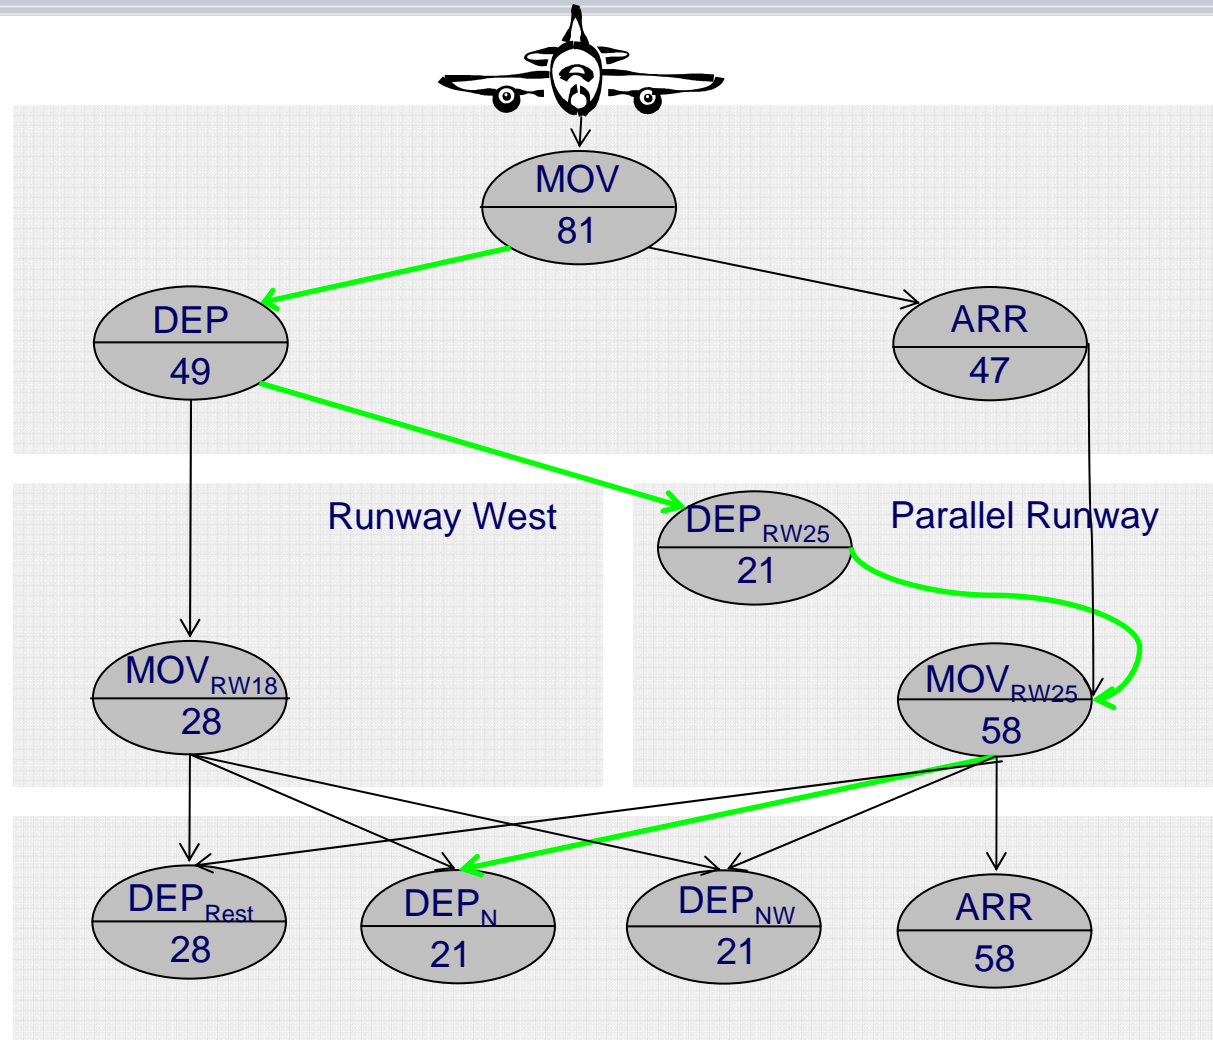 MOV
81
DEP
49
ARR
47
Runway West
DEP RW25
21
Parallel Runway
MOV RW18
28
MOV RW25
58
DEP Rest
28
DEP N
21
DEP NW
21
ARR
58